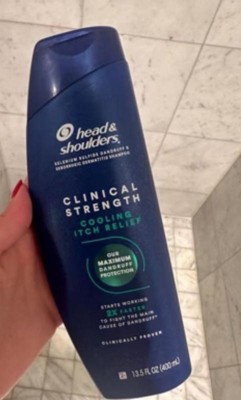 head &
shoulders
SELENIUM SULFIDE DANDRUFF &
SEBORRHEIC DERMATITIS SHAMPOO
CLINICAL
STRENGTH
COOLING
ITCH RELIEF
OUR
MAXIMUM
DANDRUFF
PROTECTION
STARTS WORKING
2X FASTER
TO FIGHT THE MAIN
CAUSE OF DANDRUFF*
CLINICALLY PROVEN
13.5 FL OZ (400 mL)